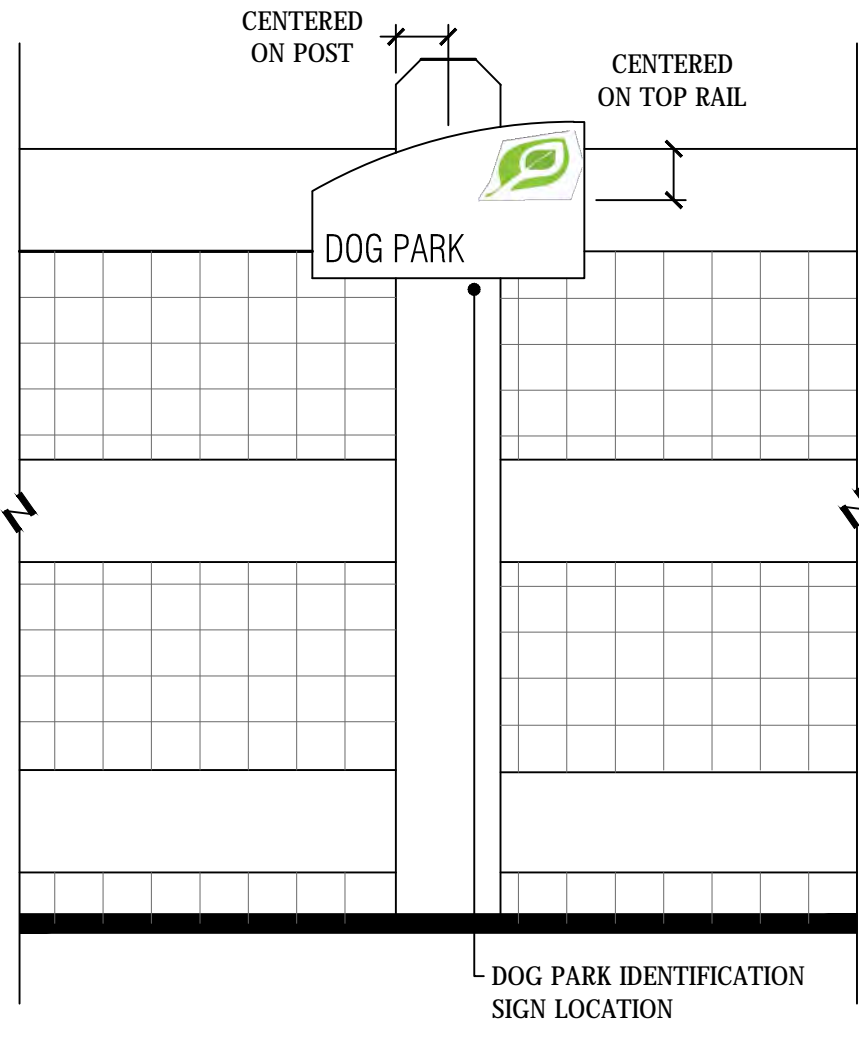 CENTERED
ON POST
CENTERED
ON TOP RAIL
DOG PARK
DOG PARK IDENTIFICATION
SIGN LOCATION